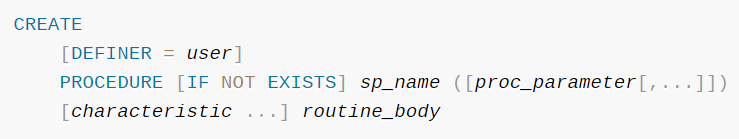 CREATE
[DEFINER = user]
PROCEDURE [IF NOT EXISTS] sp_name ([proc_parameter[,...]])
[characteristic ...] routine_body